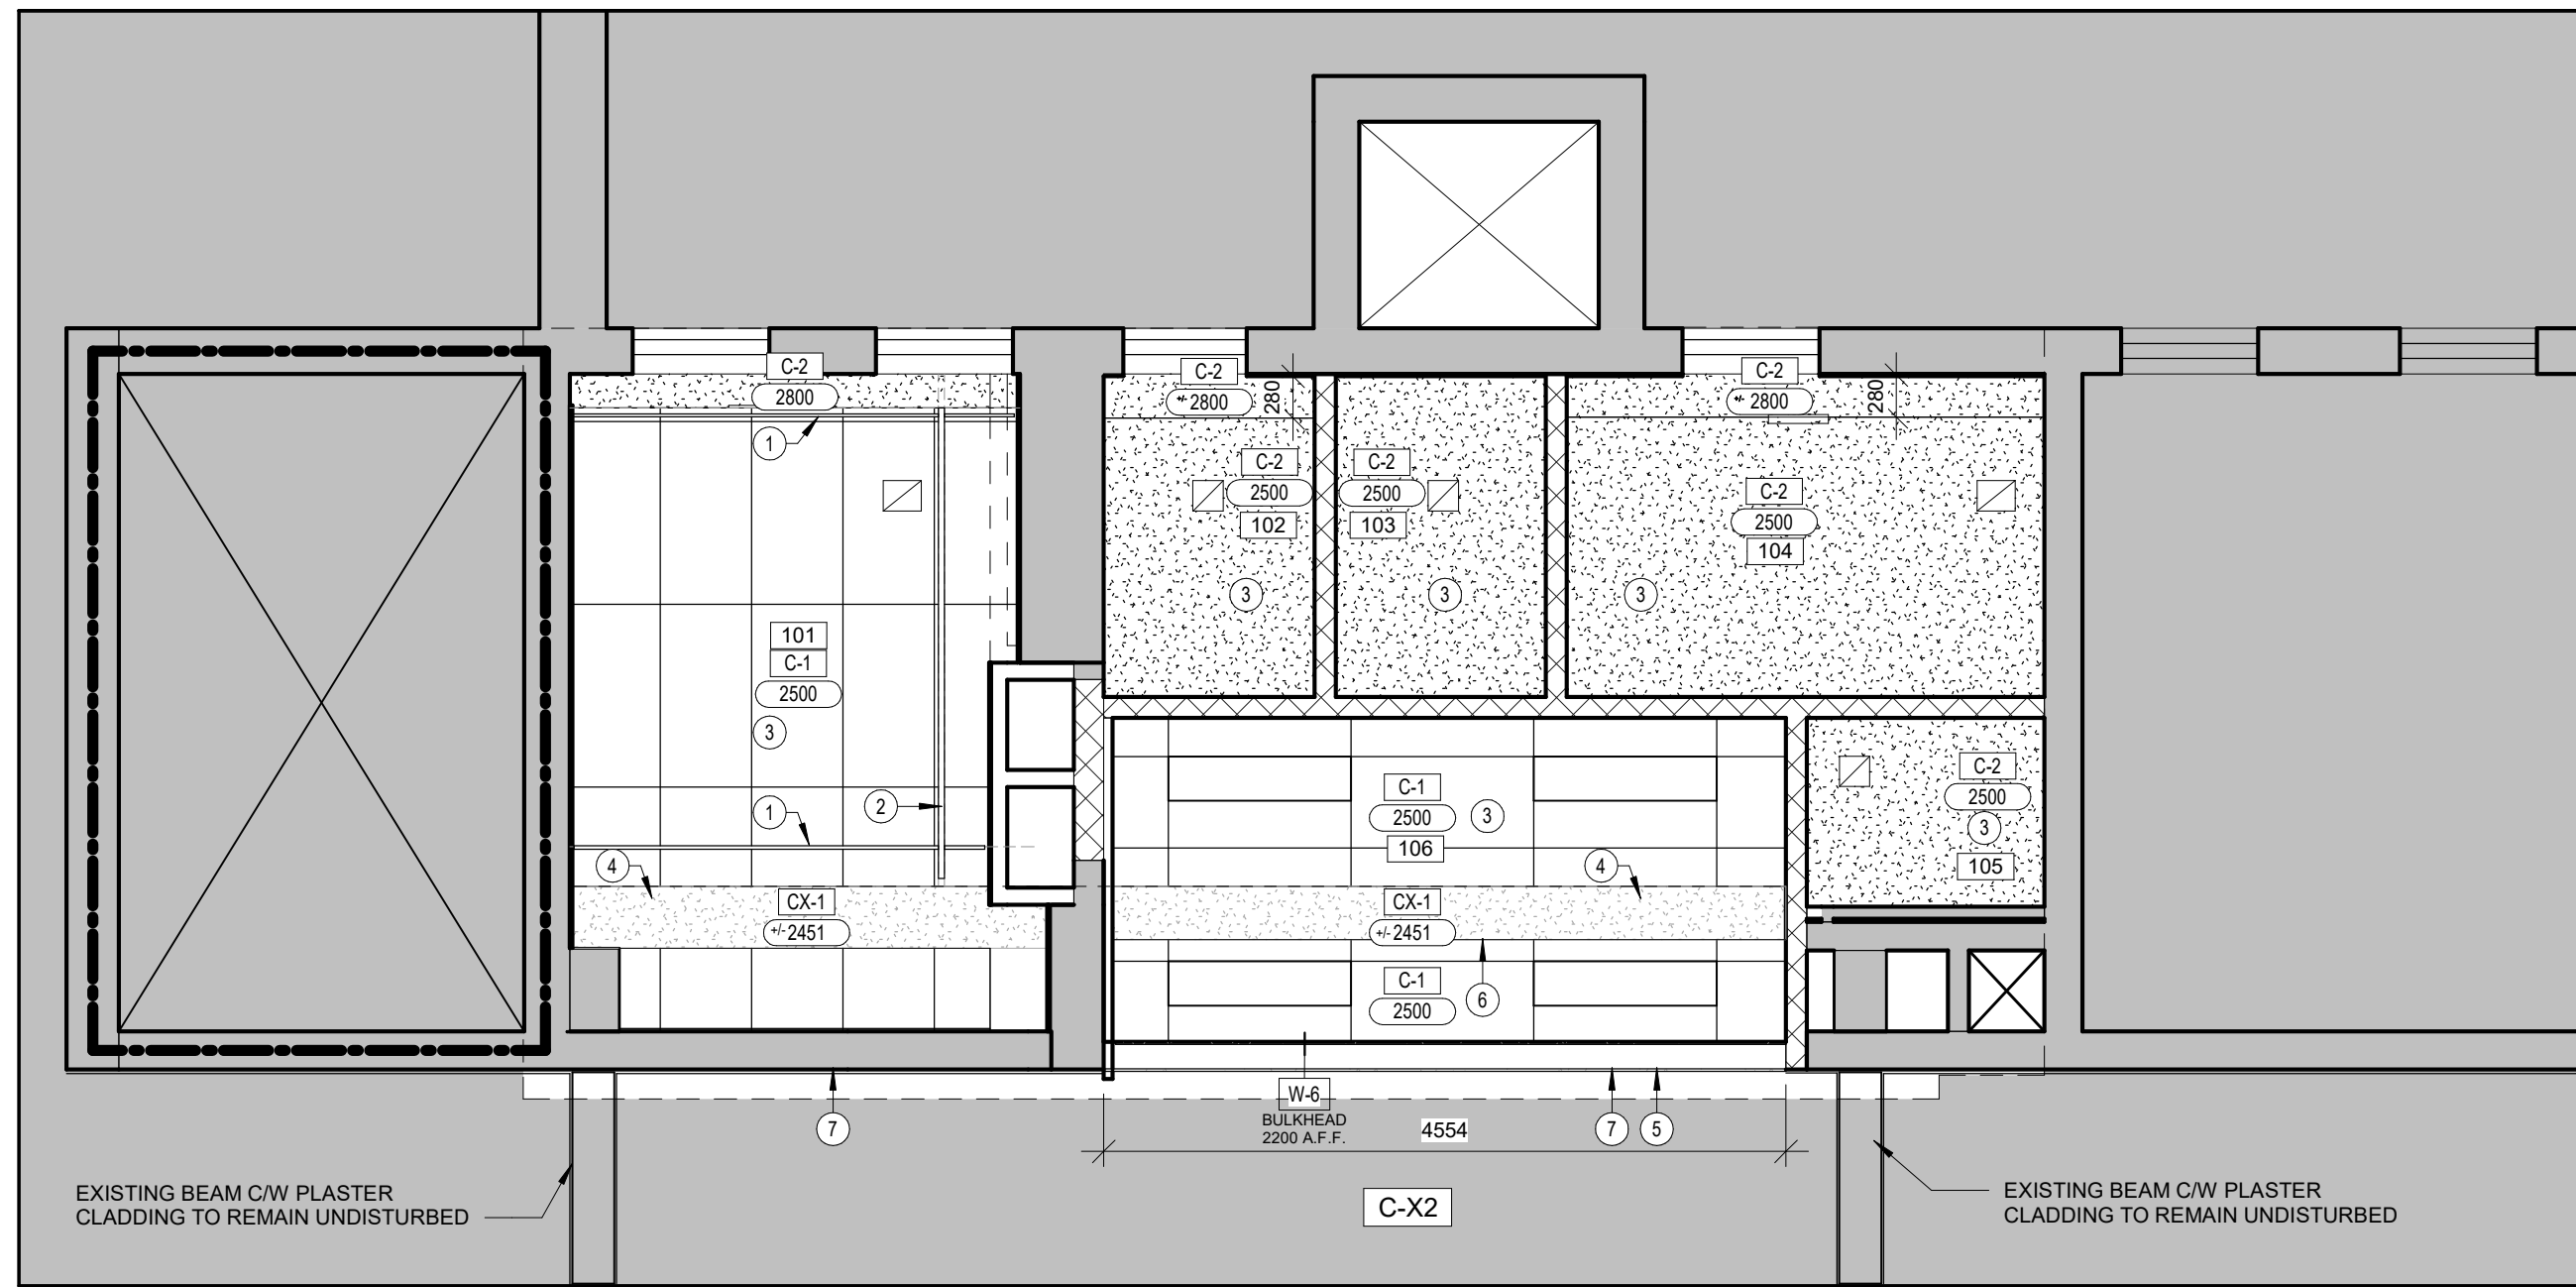 C-2
2800
C-2
+/- 2800
280
C-2
+/- 2800
280
1
C-2
2500
102
C-2
2500
103
C-2
2500
104
3
3
3
101
C-1
2500
3
1
2
4
CX-1
+/- 2451
C-1
2500
3
106
4
CX-1
+/- 2451
C-1
2500
6
C-2
2500
3
105
7
W-6
BULKHEAD
2200 A.F.F.
4554
7
5
EXISTING BEAM C/W PLASTER
CLADDING TO REMAIN UNDISTURBED
C-X2
EXISTING BEAM C/W PLASTER
CLADDING TO REMAIN UNDISTURBED